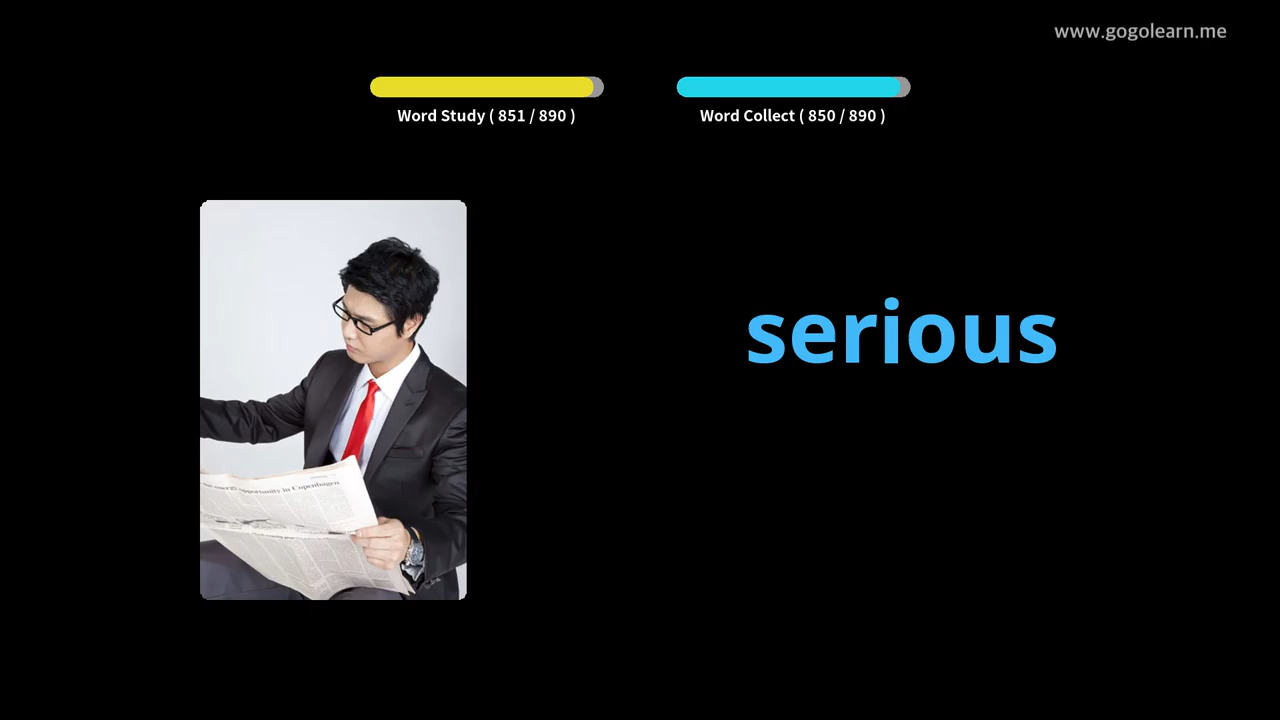 www.gogolearn.me
Word Study ( 851 / 890 )
Word Collect ( 850 / 890 )
serious
opportunity in Copenhagen